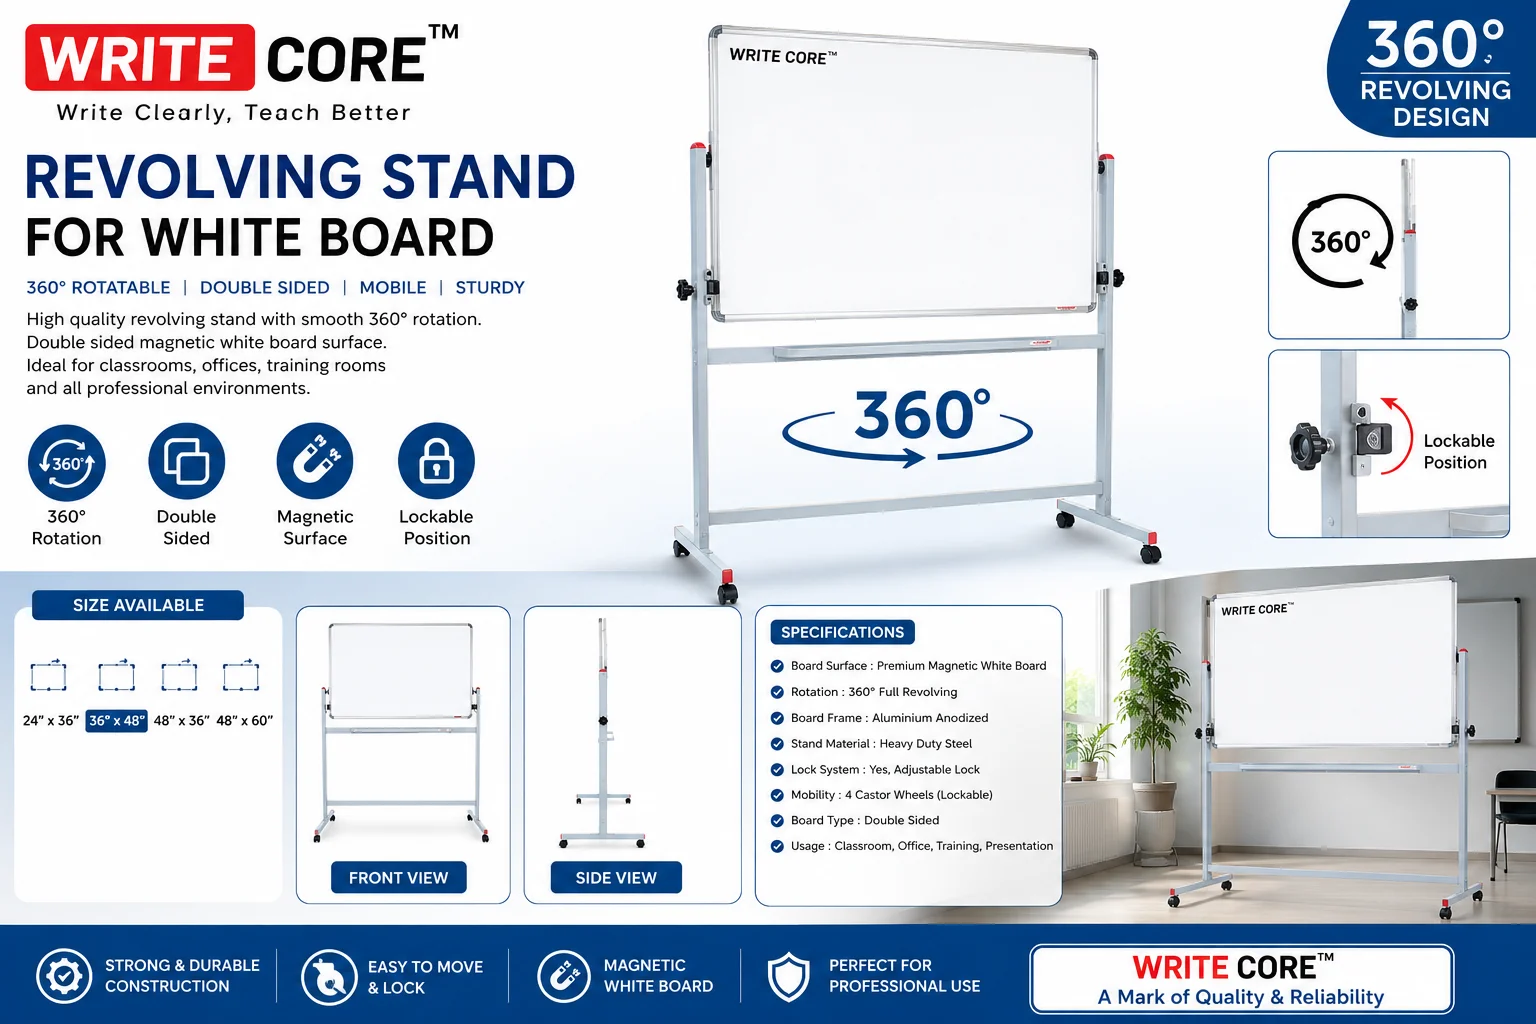 WRITE CORE™
Write Clearly, Teach Better
REVOLVING STAND
FOR WHITE BOARD
360° ROTATABLE | DOUBLE SIDED | MOBILE | STURDY
High quality revolving stand with smooth 360° rotation.
Double sided magnetic white board surface.
Ideal for classrooms, offices, training rooms
and all professional environments.
360°
360°
Rotation
Double
Sided
Magnetic
Surface
Lockable
Position
WRITE CORE™
360°
360°
REVOLVING
DESIGN
360°
Lockable
Position
SIZE AVAILABLE
24” x 36”
36” x 48”
48” x 36”
48” x 60”
FRONT VIEW
SIDE VIEW
SPECIFICATIONS
Board Surface : Premium Magnetic White Board
Rotation : 360° Full Revolving
Board Frame : Aluminium Anodized
Stand Material : Heavy Duty Steel
Lock System : Yes, Adjustable Lock
Mobility : 4 Castor Wheels (Lockable)
Board Type : Double Sided
Usage : Classroom, Office, Training, Presentation
WRITE CORE™
STRONG & DURABLE
CONSTRUCTION
EASY TO MOVE
& LOCK
MAGNETIC
WHITE BOARD
PERFECT FOR
PROFESSIONAL USE
WRITE CORE™
A Mark of Quality & Reliability